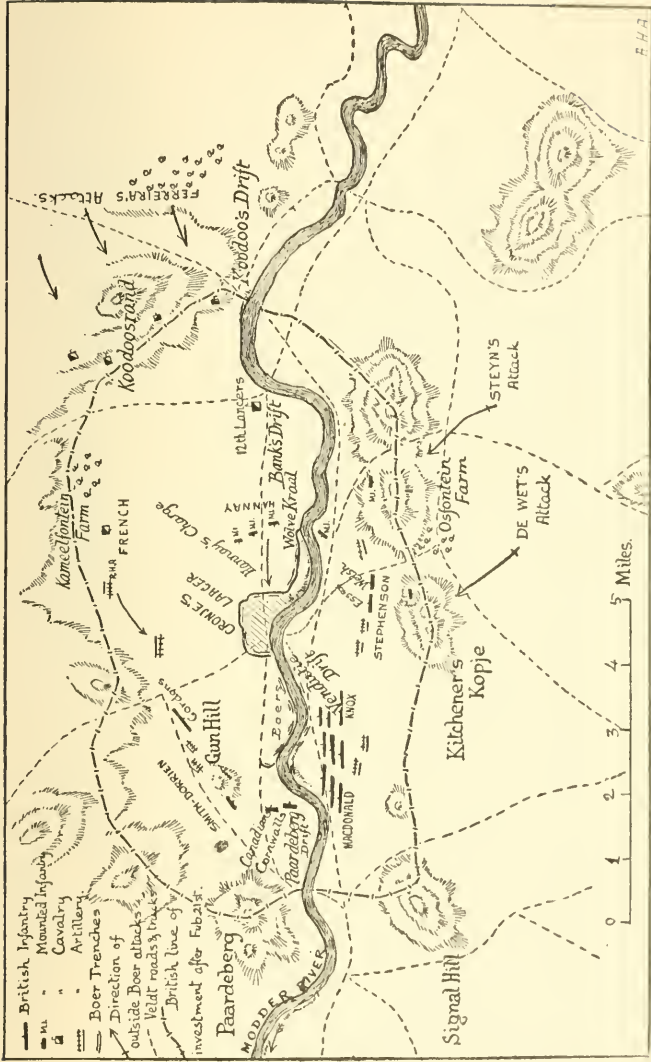 British Infantry
M.I. " Mounted Infantry
" Cavalry
" Artillery
Boer Trenches
Direction of
outside Boer attacks
Veldt roads & tracks
British line of
investment after Feb. 21st.
Paardeberg
MODDER RIVER
Signal Hill
SMITH-DORRIEN
Gordons
Gun Hill
Canadians
Cornwalls
Paardeberg
Drift
MACDONALD
KNOX
Boers
Vendutie
Drift
Kameelfontein
Farm
RHA
FRENCH
CRONJE'S
LAAGER
Hannay's Charge
M.I.
M.I.
M.I.
HANNAY
Wolve Kraal
Bank's Drift
12th Lancers
Koodoosrand
FERREIRA'S
ATTACKS.
Koodoo's Drift
Essex
Welsh
STEPHENSON
M.I.
M.I.
Kitchener's
Kopje
Osfontein
Farm
STEYN'S
Attack
DE WET'S
Attack
0 1 2 3 4 5 Miles.
B.H.A.